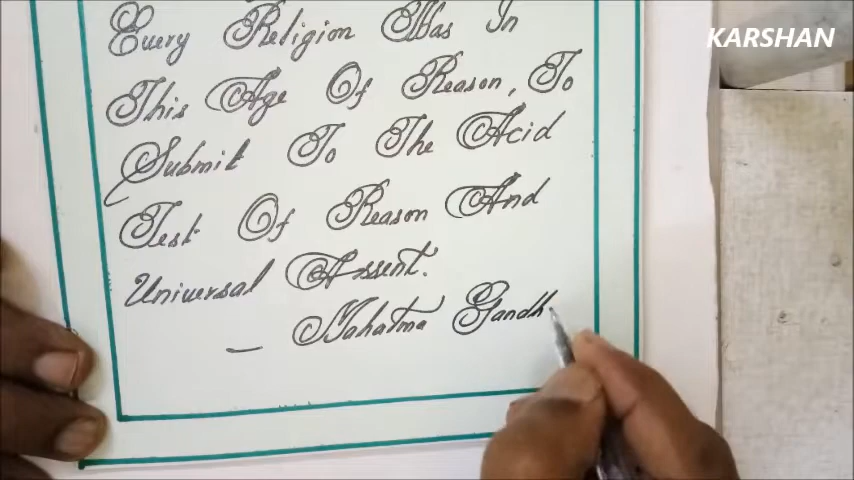 Every Religion Was In
This Age Of Reason, To
Submit To The Acid
Test Of Reason And
Universal Assent.
— Mahatma Gandh
KARSHAN